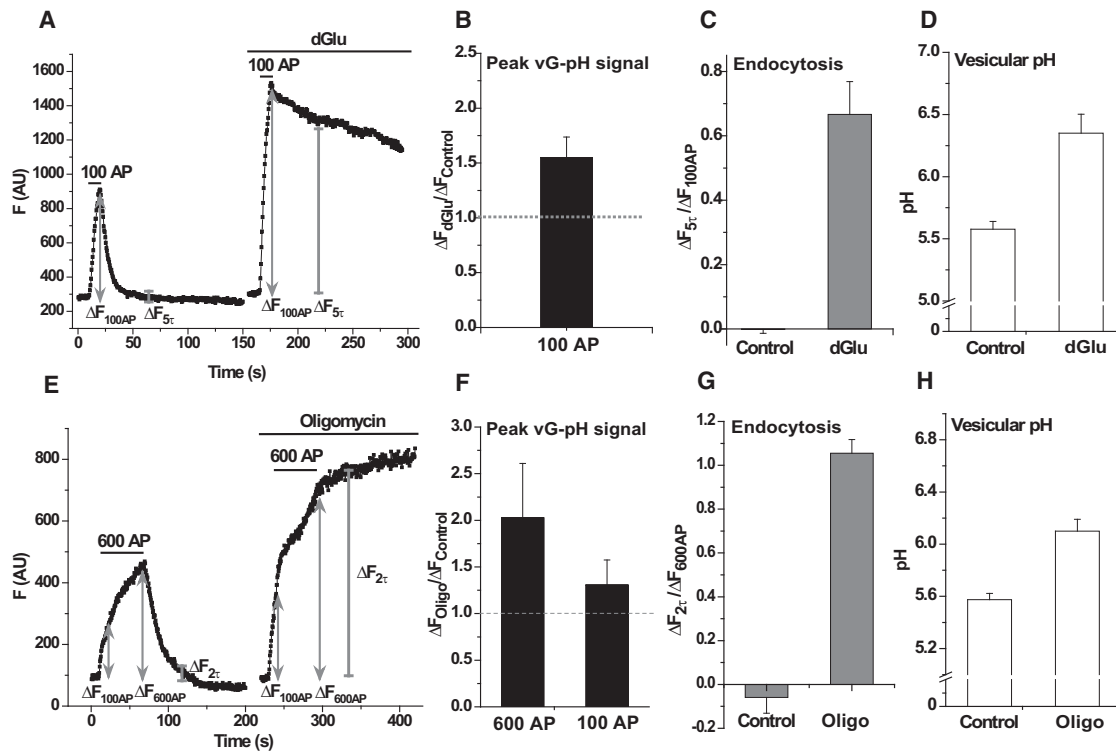 A
dGlu
100 AP
100 AP
F (AU)
1600
1400
1200
1000
800
600
400
200
ΔF100AP
ΔF5τ
ΔF100AP
ΔF5τ
0 50 100 150 200 250 300
Time (s)
B
Peak vG-pH signal
ΔFdGlu/ΔFControl
2.5
2.0
1.5
1.0
0.5
0.0
100 AP
C
Endocytosis
ΔF5τ/ΔF100AP
0.8
0.6
0.4
0.2
0.0
Control dGlu
D
Vesicular pH
pH
7.0
6.5
6.0
5.5
5.0
0
Control dGlu
E
Oligomycin
600 AP
600 AP
F (AU)
800
600
400
200
0
ΔF2τ
ΔF2τ
ΔF100AP
ΔF600AP
ΔF100AP
ΔF600AP
0 100 200 300 400
Time (s)
F
Peak vG-pH signal
ΔFOligo/ΔFControl
3.0
2.5
2.0
1.5
1.0
0.5
0.0
600 AP 100 AP
G
Endocytosis
ΔF2τ/ΔF600AP
1.2
1.0
0.8
0.6
0.4
0.2
0.0
-0.2
Control Oligo
H
Vesicular pH
pH
6.8
6.4
6.0
5.6
5.2
0
Control Oligo